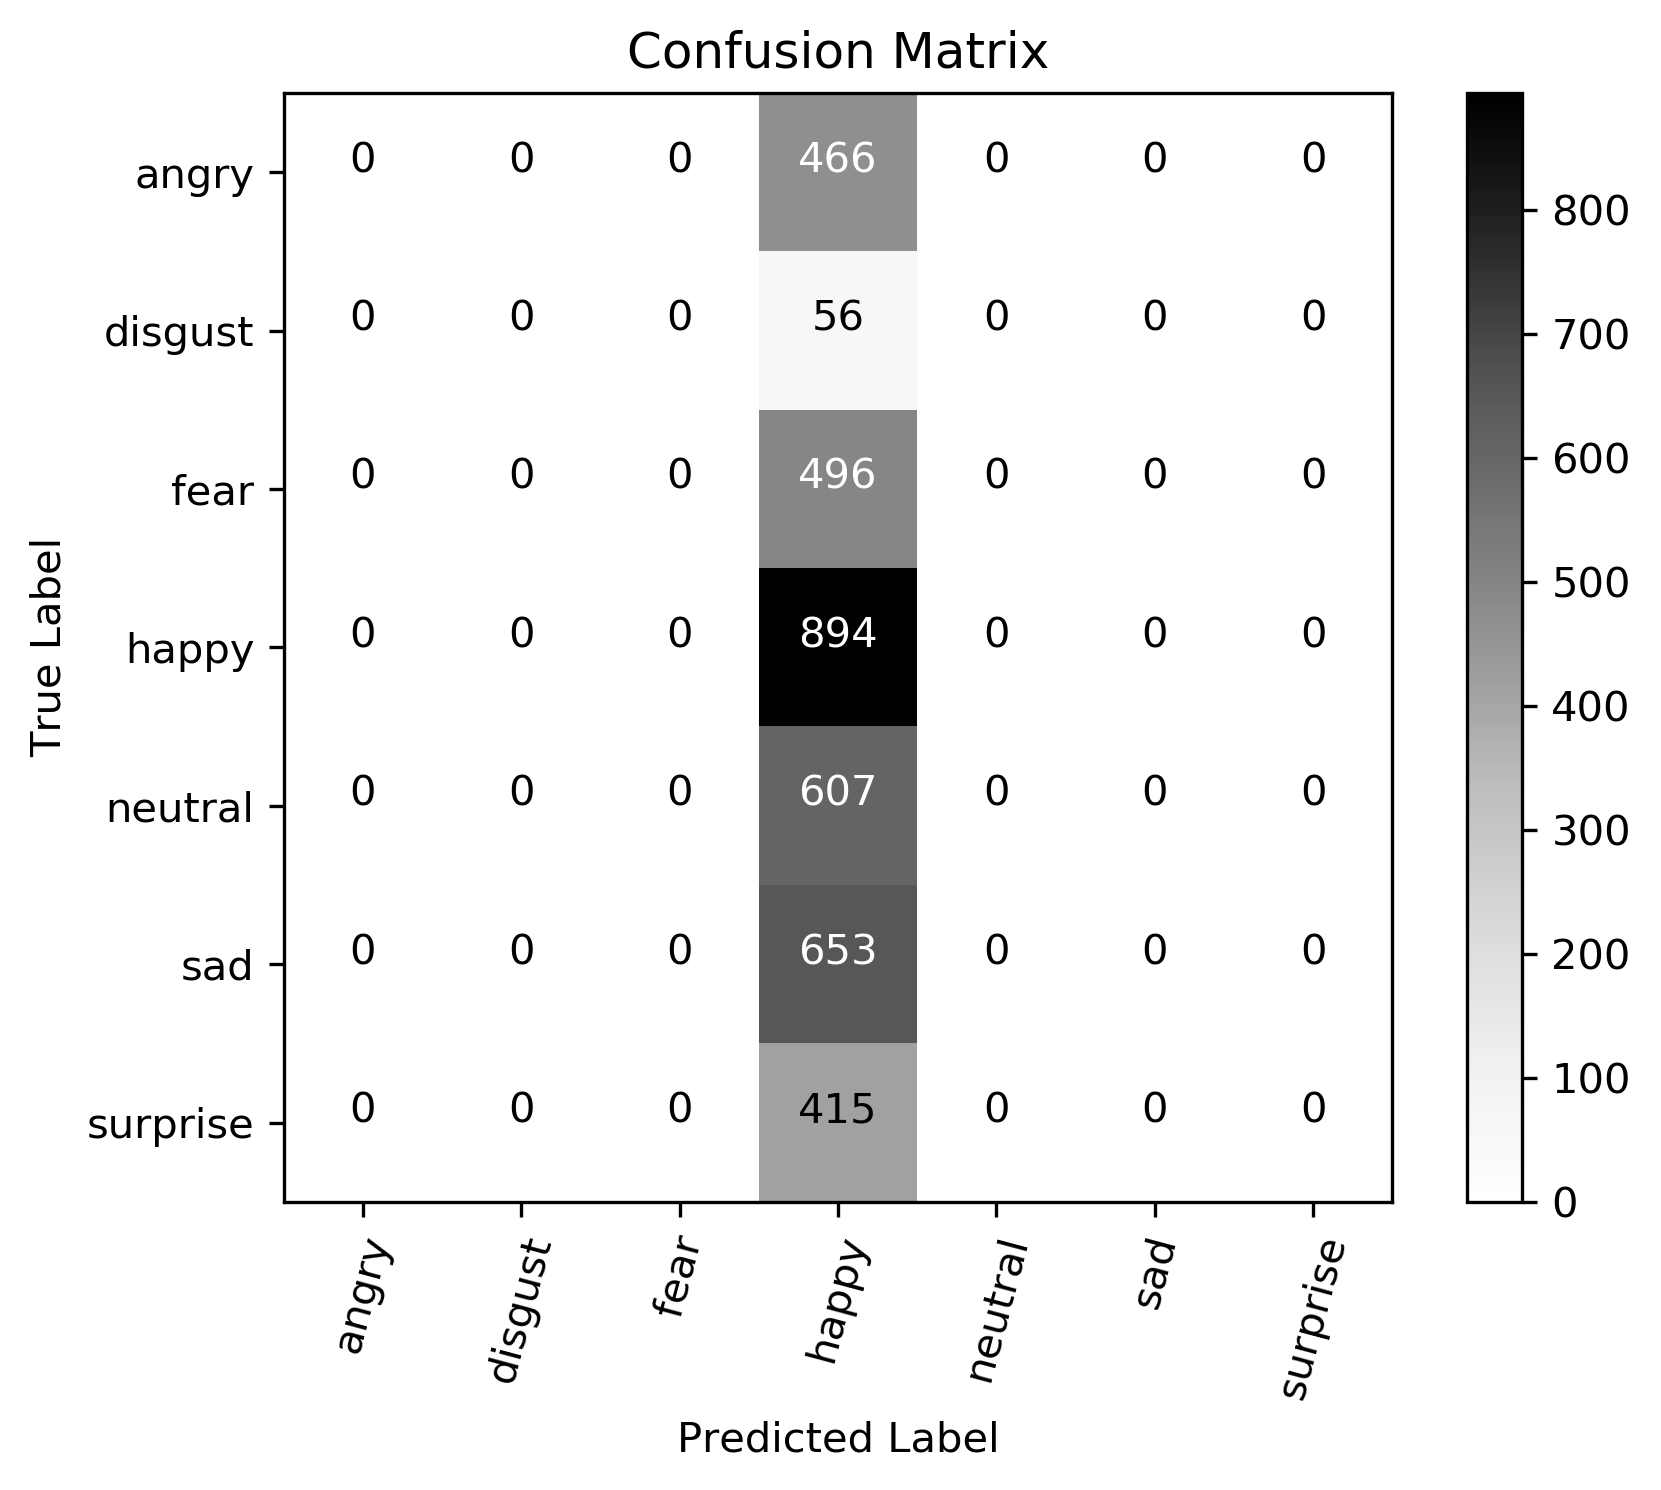 Confusion Matrix
angry 0 0 0 466 0 0 0
disgust 0 0 0 56 0 0 0
fear 0 0 0 496 0 0 0
happy 0 0 0 894 0 0 0
neutral 0 0 0 607 0 0 0
sad 0 0 0 653 0 0 0
surprise 0 0 0 415 0 0 0
True Label
angry disgust fear happy neutral sad surprise
Predicted Label
800
700
600
500
400
300
200
100
0